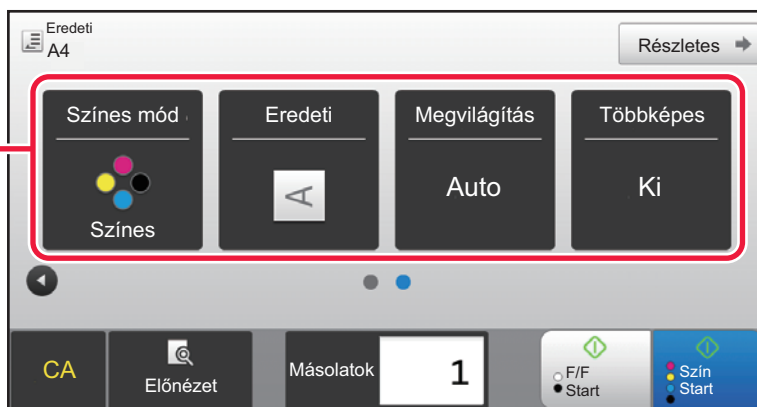 Eredeti
A4
Részletes
Színes mód
Eredeti
Megvilágítás
Többképes
Színes
A
Auto
Ki
CA
Előnézet
Másolatok
1
F/F
Start
Szín
Start